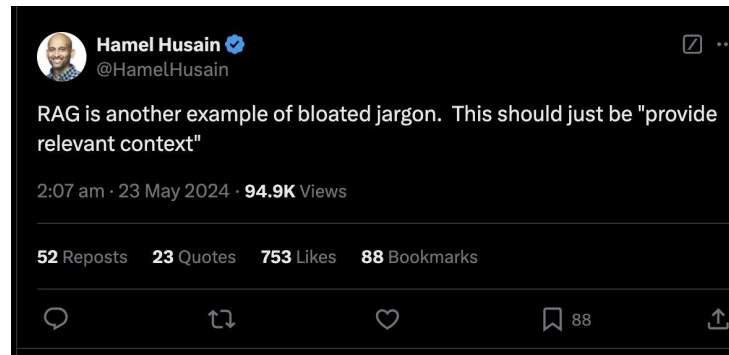 Hamel Husain
@HamelHusain
RAG is another example of bloated jargon.  This should just be "provide
relevant context"
2:07 am · 23 May 2024 · 94.9K Views
52 Reposts 23 Quotes 753 Likes 88 Bookmarks
88